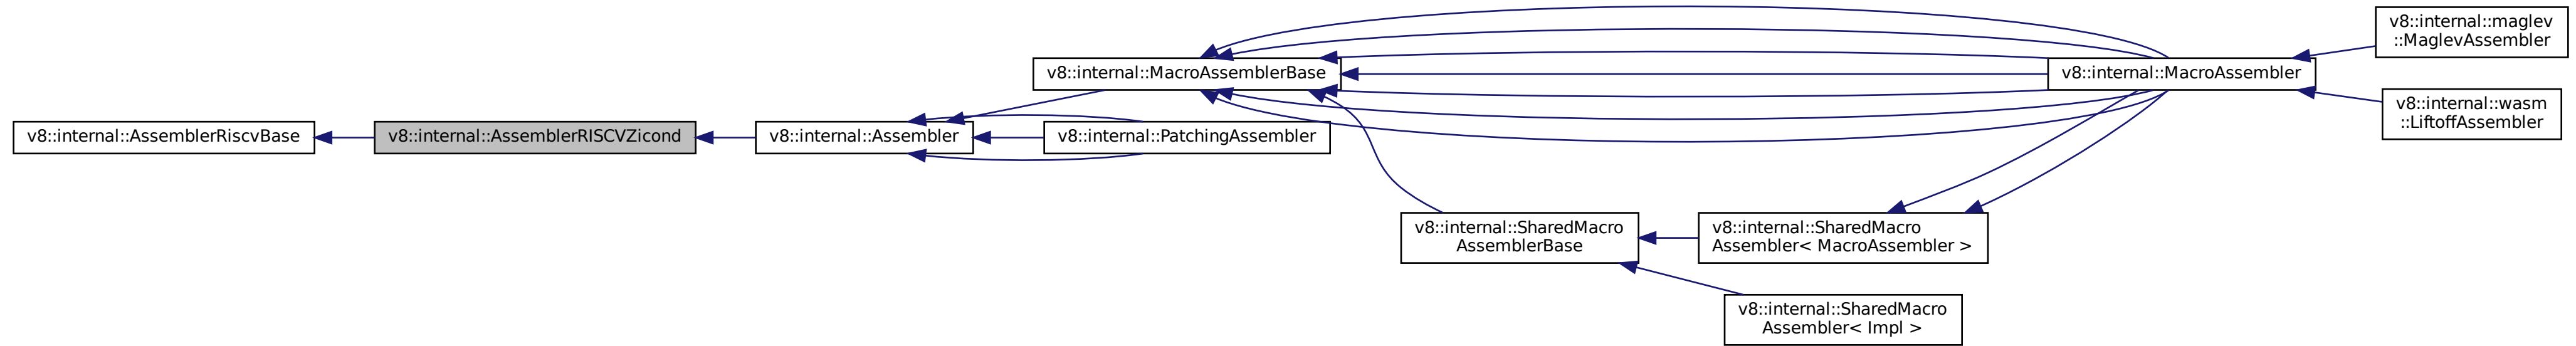 v8::internal::AssemblerRiscvBase
v8::internal::AssemblerRISCVZicond
v8::internal::Assembler
v8::internal::MacroAssemblerBase
v8::internal::PatchingAssembler
v8::internal::SharedMacro
AssemblerBase
v8::internal::SharedMacro
Assembler< MacroAssembler >
v8::internal::SharedMacro
Assembler< Impl >
v8::internal::MacroAssembler
v8::internal::maglev
::MaglevAssembler
v8::internal::wasm
::LiftoffAssembler